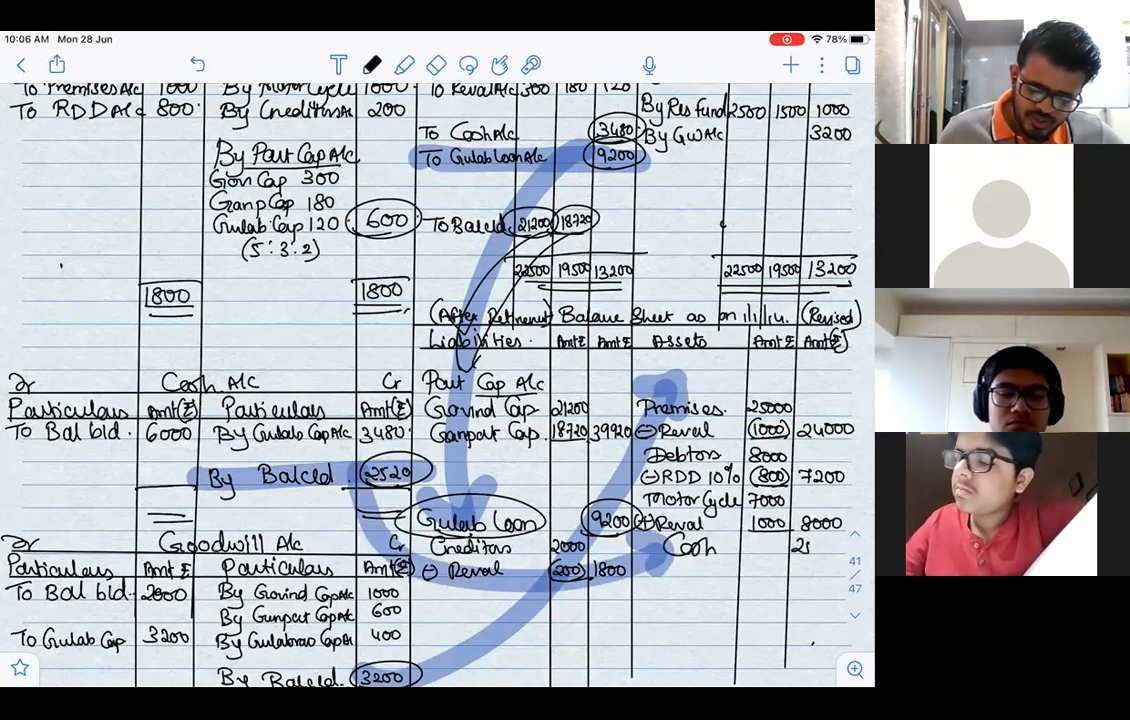 10:06 AM Mon 28 Jun
78%
To Premises A/c 1000 By Motor Cycle 1000
To RDD A/c 800 By Creditors A/c 200
By Part Cap A/c
Gov Cap 300
Ganp Cap 180
Gulab Cap 120 600
(5:3:2)
1800 1800
To Reval A/c 300 180 120
By Res fund 2500 1500 1000
To Cash A/c 3480 By G/W A/c 3200
To Gulab Loan A/c 9200
To Balc/d 21200 18720
22500 19500 13200 22500 19500 13200
Dr Cash A/c Cr
Particulars Amt(₹) Particulars Amt(₹)
To Bal b/d. 6000 By Gulab Cap A/c 3480
By Balc/d 2520
Dr Goodwill A/c Cr
Particulars Amt ₹ Particulars Amt(₹)
To Bal b/d. 2000 By Govind Cap A/c 1000
By Gunpat Cap A/c 600
To Gulab Cap 3200 By Gulabrao Cap A/c 400
By Balc/d. 3200
(After Retirement) Balance Sheet as on 1/1/14. (Revised)
Liabilities. Amt ₹ Amt ₹ Assets Amt ₹ Amt ₹
Part Cap A/c
Govind Cap 21200 Premises. 25000
Ganpat Cap. 18720 39920 (-) Reval (1000) 24000
Debtors 8000
(-) RDD 10% (800) 7200
Motor Cycle 7000
Gulab Loan 9200 (+) Reval 1000 8000
Creditors 2000 Cash 2
(-) Reval (200) 1800
41
47